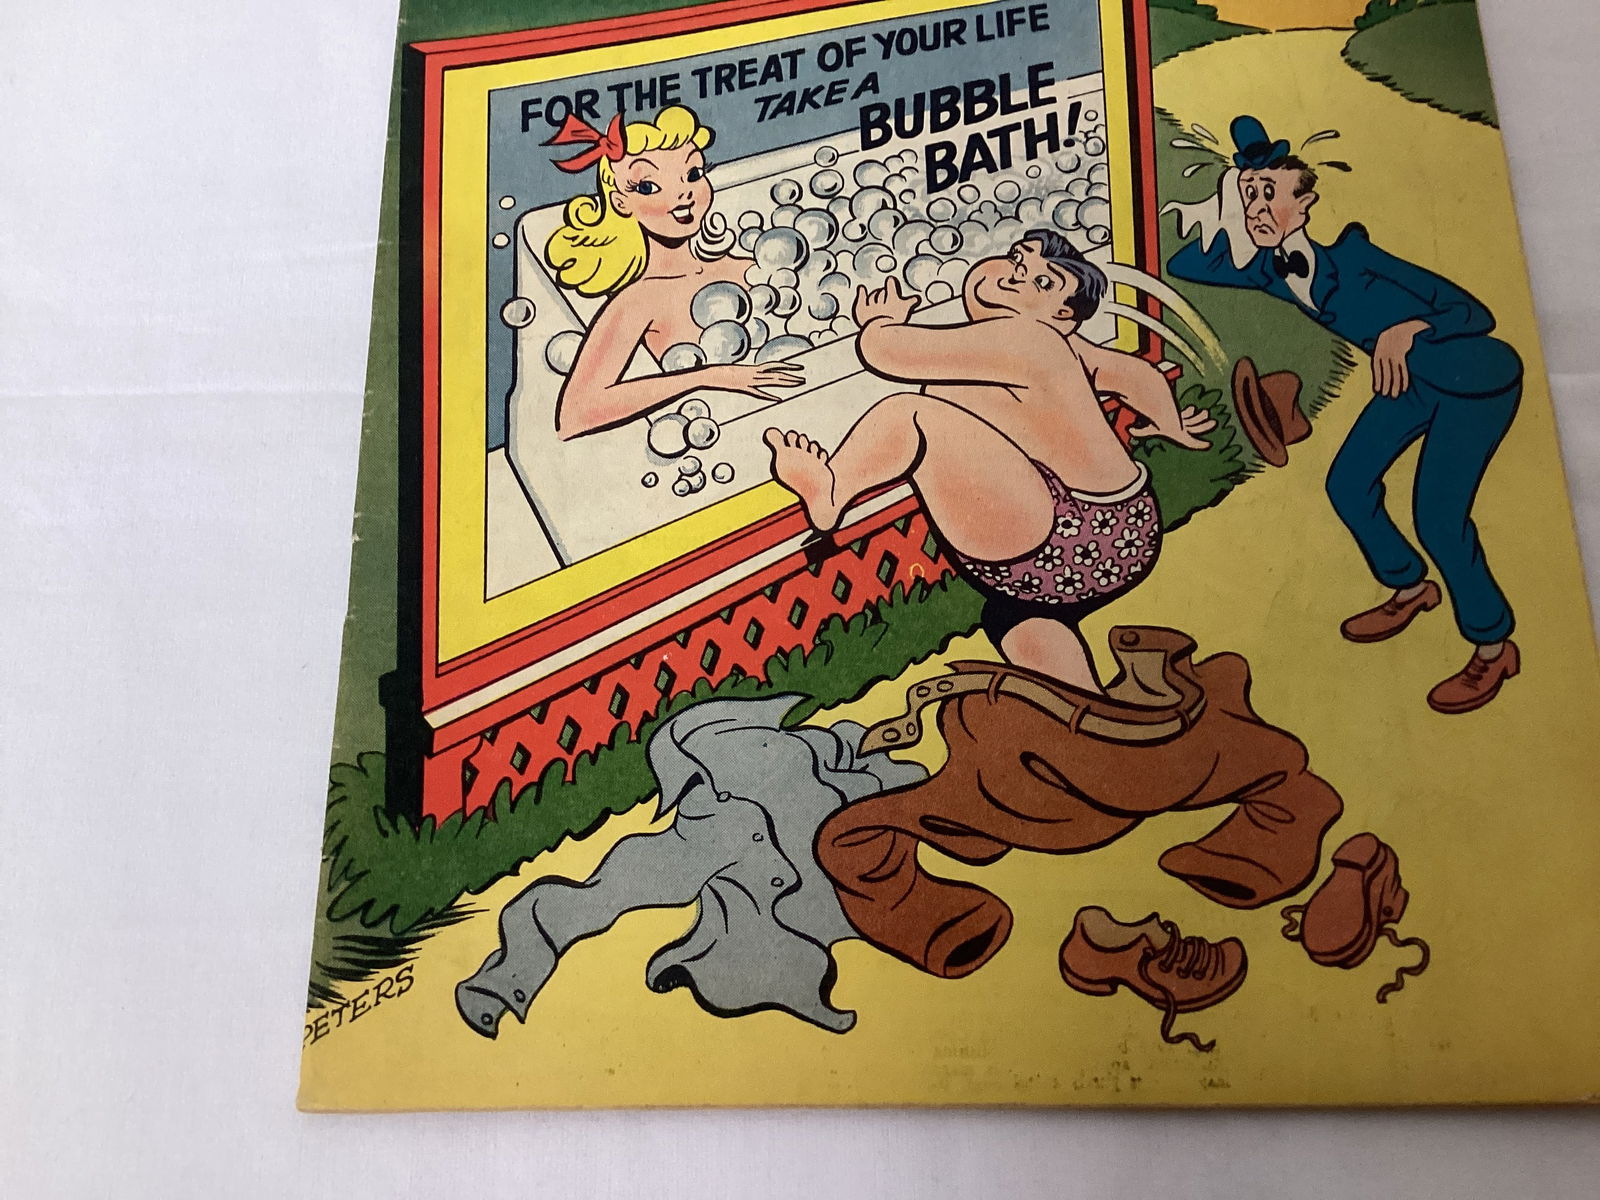 FOR THE TREAT OF YOUR LIFE
TAKE A
BUBBLE
BATH!
PETERS